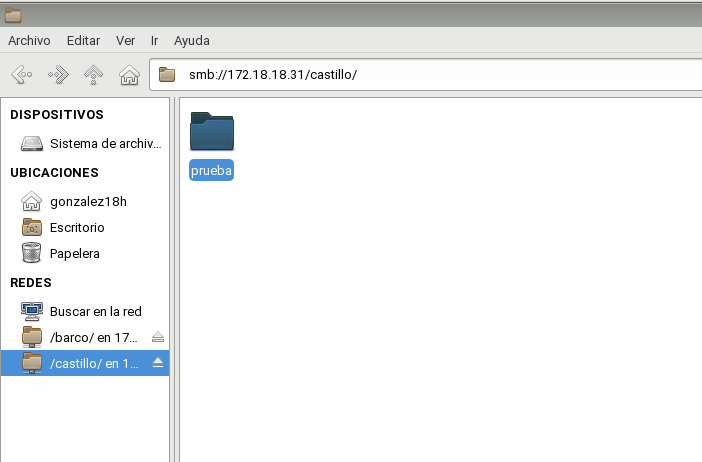 Archivo Editar Ver Ir Ayuda
smb://172.18.18.31/castillo/
DISPOSITIVOS
Sistema de archiv...
UBICACIONES
gonzalez18h
Escritorio
Papelera
REDES
Buscar en la red
/barco/ en 17...
/castillo/ en 1...
prueba